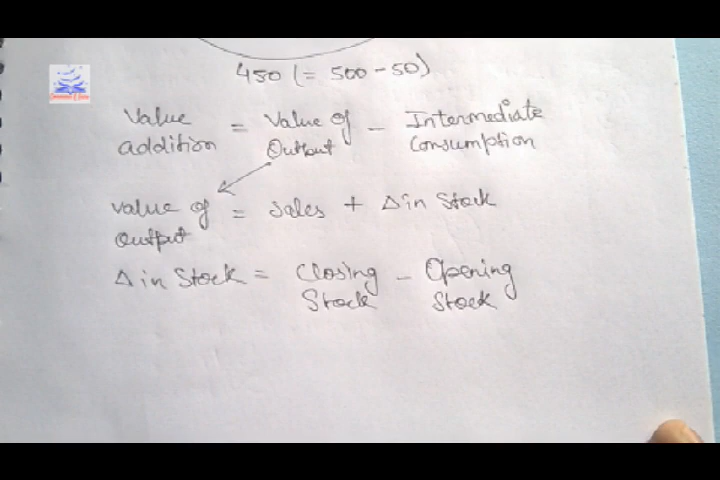 450 (= 500 - 50)
Value addition = Value of Output - Intermediate Consumption
value of Output = Sales + Δ in Stock
Δ in Stock = Closing Stock - Opening Stock